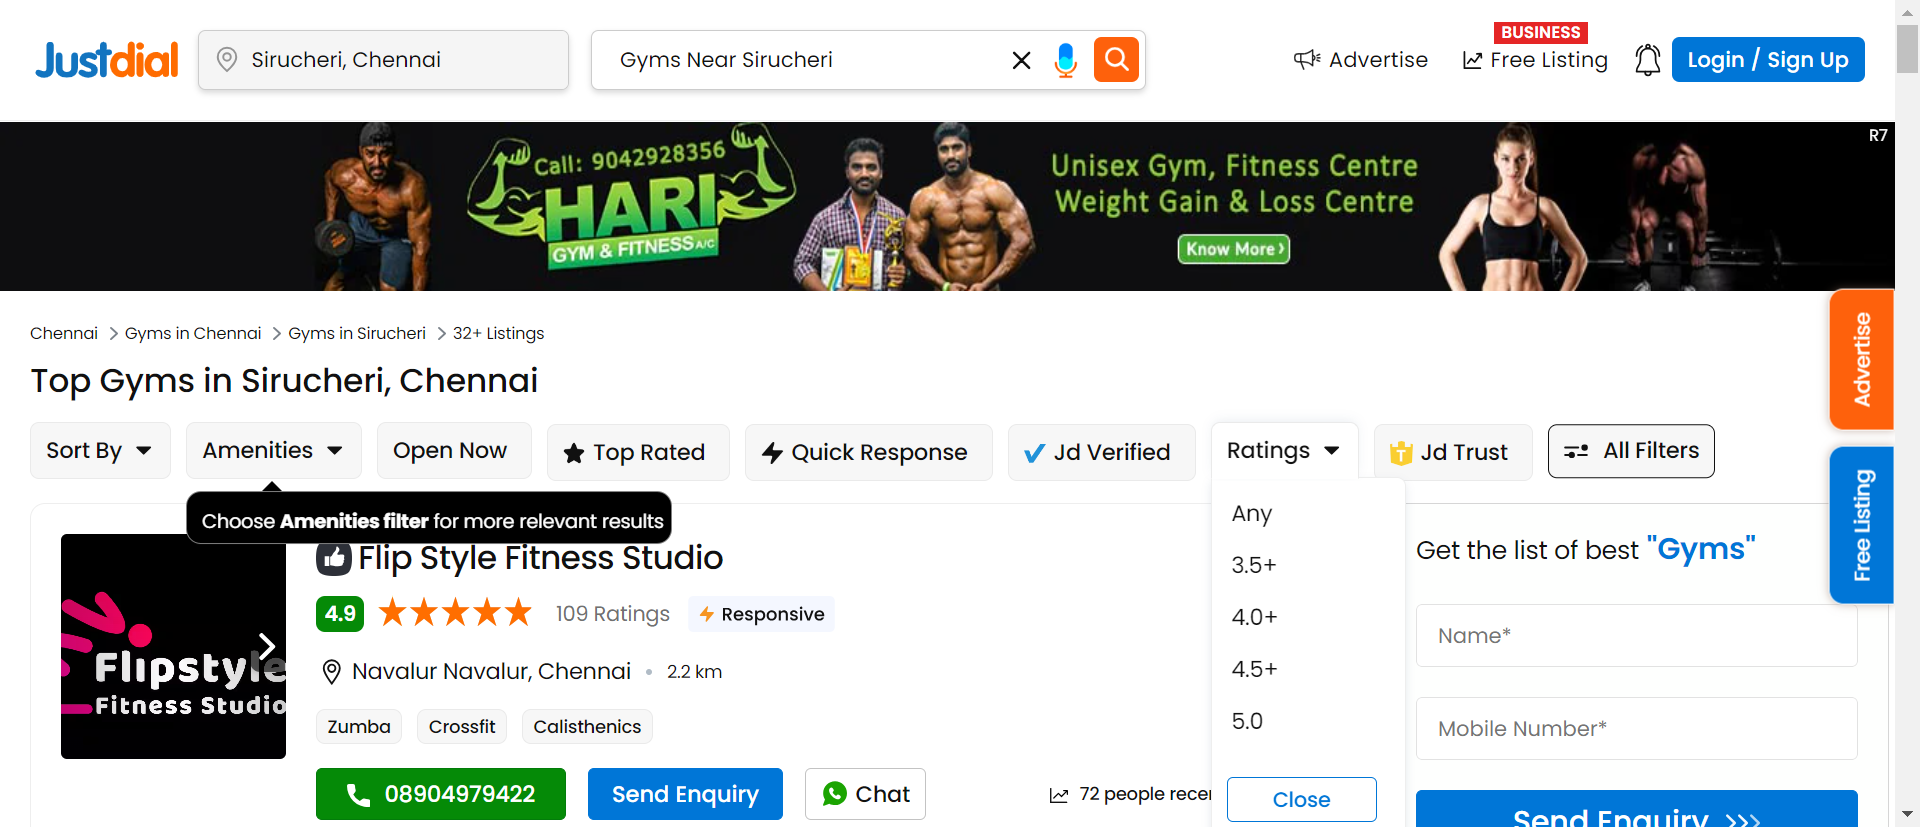 Justdial
Sirucheri, Chennai
Gyms Near Sirucheri
Advertise
BUSINESS
Free Listing
Login / Sign Up
R7
Call: 9042928356
HARI
GYM & FITNESS A/C
Unisex Gym, Fitness Centre
Weight Gain & Loss Centre
Know More ›
Chennai > Gyms in Chennai > Gyms in Sirucheri > 32+ Listings
Top Gyms in Sirucheri, Chennai
Sort By
Amenities
Open Now
Top Rated
Quick Response
Jd Verified
Ratings
Jd Trust
All Filters
Choose Amenities filter for more relevant results
Any
3.5+
4.0+
4.5+
5.0
Close
Flipstyle
Fitness Studio
Flip Style Fitness Studio
4.9
109 Ratings
Responsive
Navalur Navalur, Chennai • 2.2 km
Zumba
Crossfit
Calisthenics
08904979422
Send Enquiry
Chat
72 people recer
Get the list of best "Gyms"
Name*
Mobile Number*
Send Enquiry >>>
Advertise
Free Listing